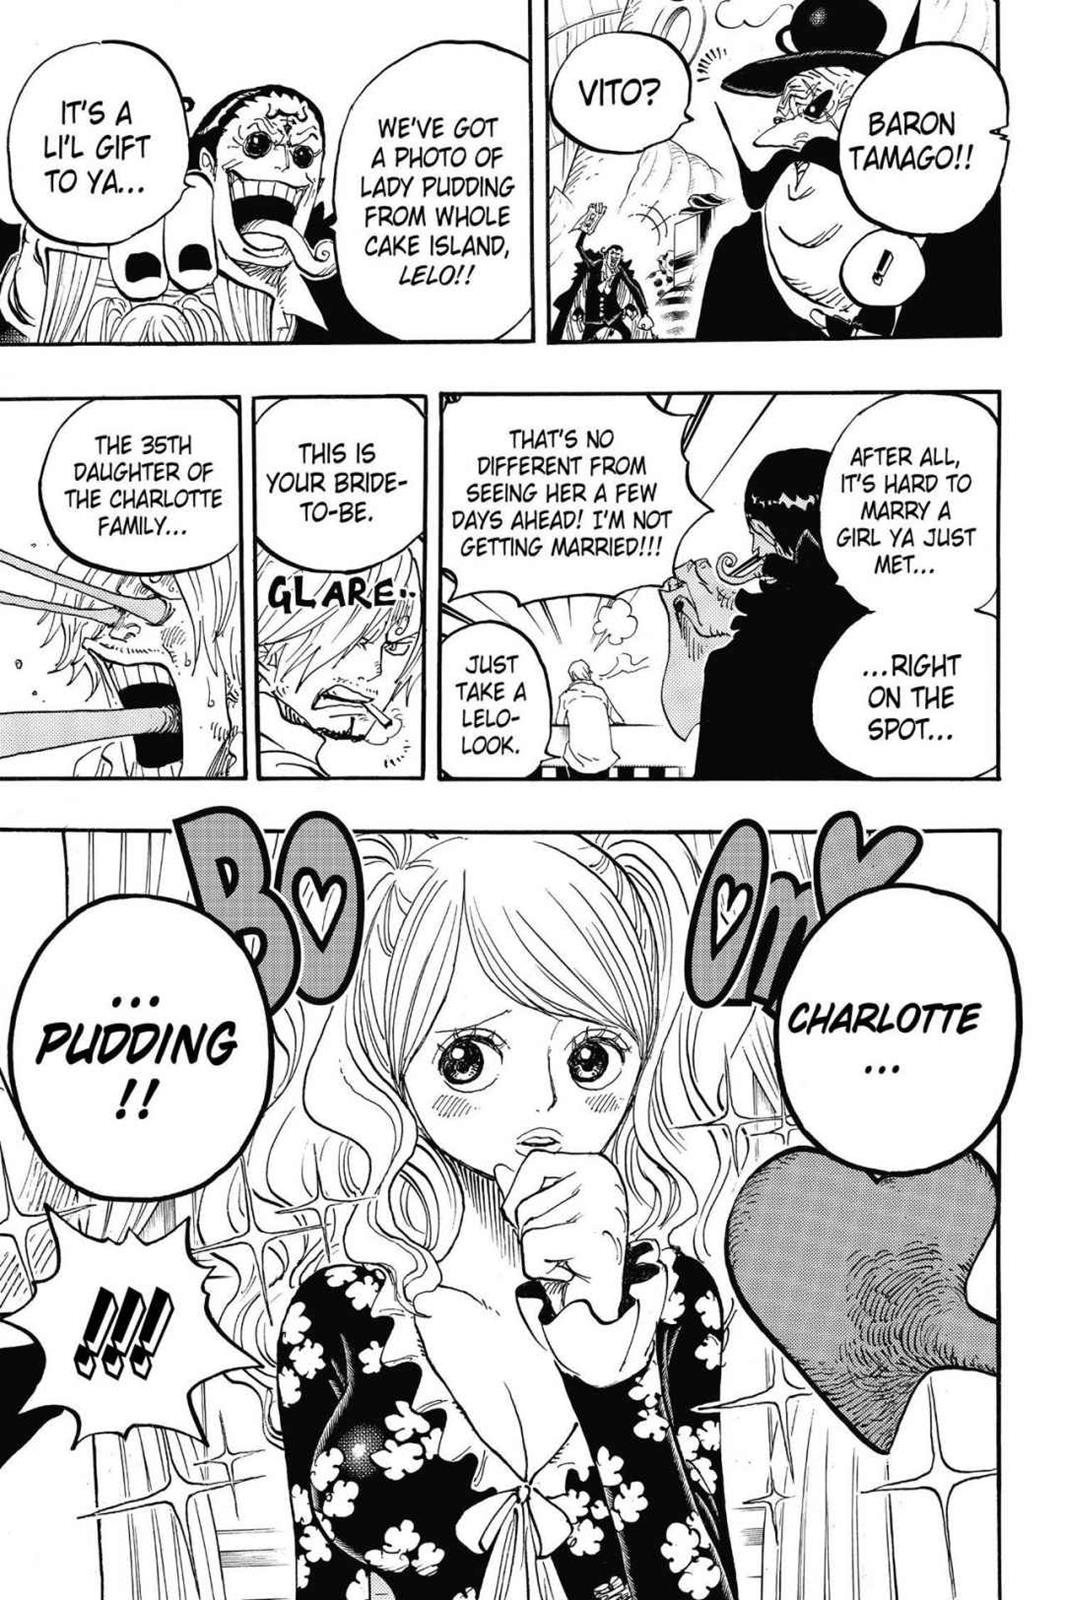 BARON
TAMAGO!!
!
VITO?
WE'VE GOT
A PHOTO OF
LADY PUDDING
FROM WHOLE
CAKE ISLAND,
LELO!!
IT'S A
LI'L GIFT
TO YA...
AFTER ALL,
IT'S HARD TO
MARRY A
GIRL YA JUST
MET...
...RIGHT
ON THE
SPOT...
THAT'S NO
DIFFERENT FROM
SEEING HER A FEW
DAYS AHEAD! I'M NOT
GETTING MARRIED!!!
JUST
TAKE A
LELO-
LOOK.
THIS IS
YOUR BRIDE-
TO-BE.
GLARE..
THE 35TH
DAUGHTER OF
THE CHARLOTTE
FAMILY...
CHARLOTTE
...
BO
...
PUDDING
!!
!!!